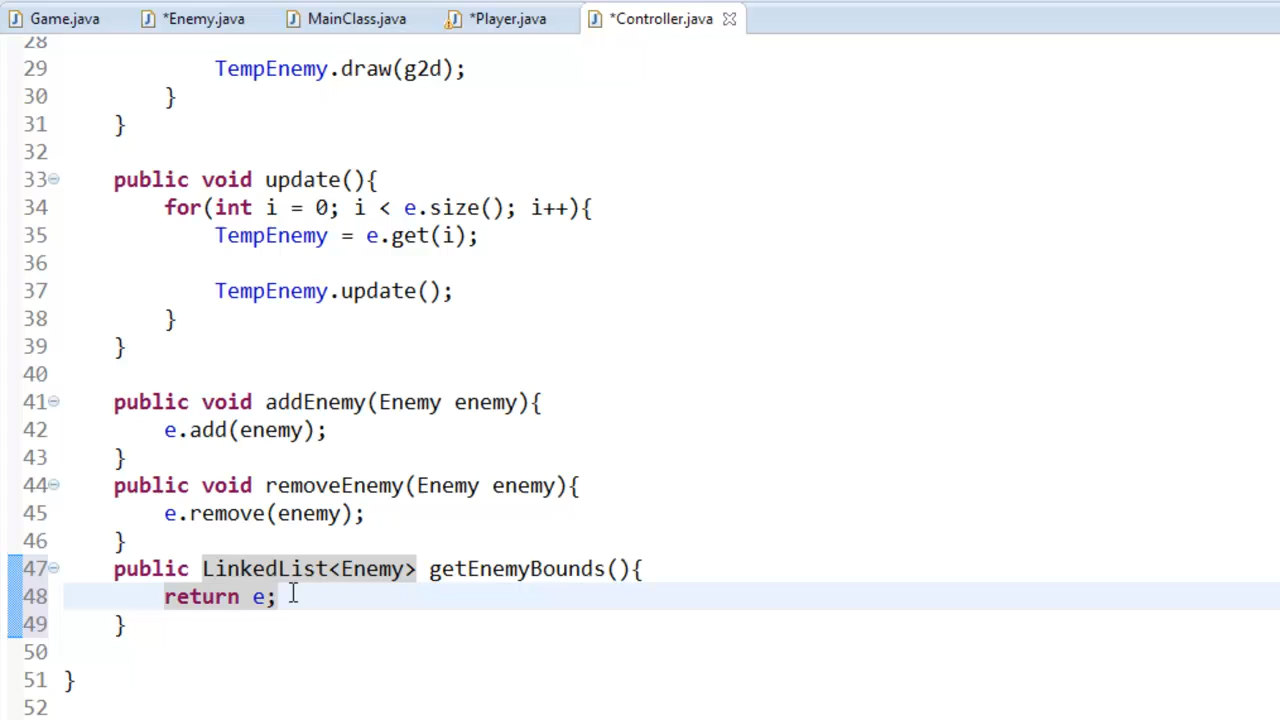 Game.java *Enemy.java MainClass.java *Player.java *Controller.java
28
29 TempEnemy.draw(g2d);
30 }
31 }
32
33 public void update(){
34 for(int i = 0; i < e.size(); i++){
35 TempEnemy = e.get(i);
36
37 TempEnemy.update();
38 }
39 }
40
41 public void addEnemy(Enemy enemy){
42 e.add(enemy);
43 }
44 public void removeEnemy(Enemy enemy){
45 e.remove(enemy);
46 }
47 public LinkedList<Enemy> getEnemyBounds(){
48 return e;
49 }
50
51 }
52